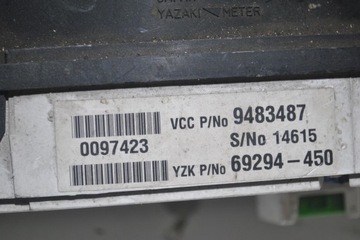 YAZAKI METER
VCC P/No 9483487
0097423
S/No 14615
YZK P/No 69294-450